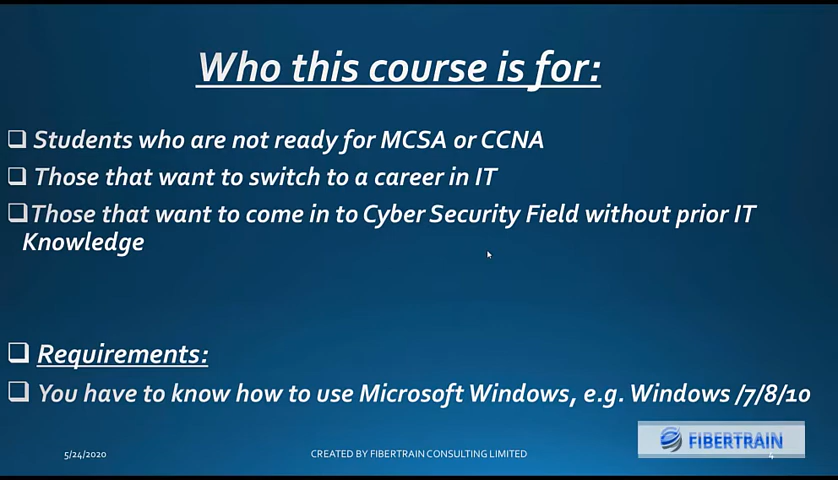 Who this course is for:
Students who are not ready for MCSA or CCNA
Those that want to switch to a career in IT
Those that want to come in to Cyber Security Field without prior IT
Knowledge
Requirements:
You have to know how to use Microsoft Windows, e.g. Windows /7/8/10
FIBERTRAIN
5/24/2020
CREATED BY FIBERTRAIN CONSULTING LIMITED
4